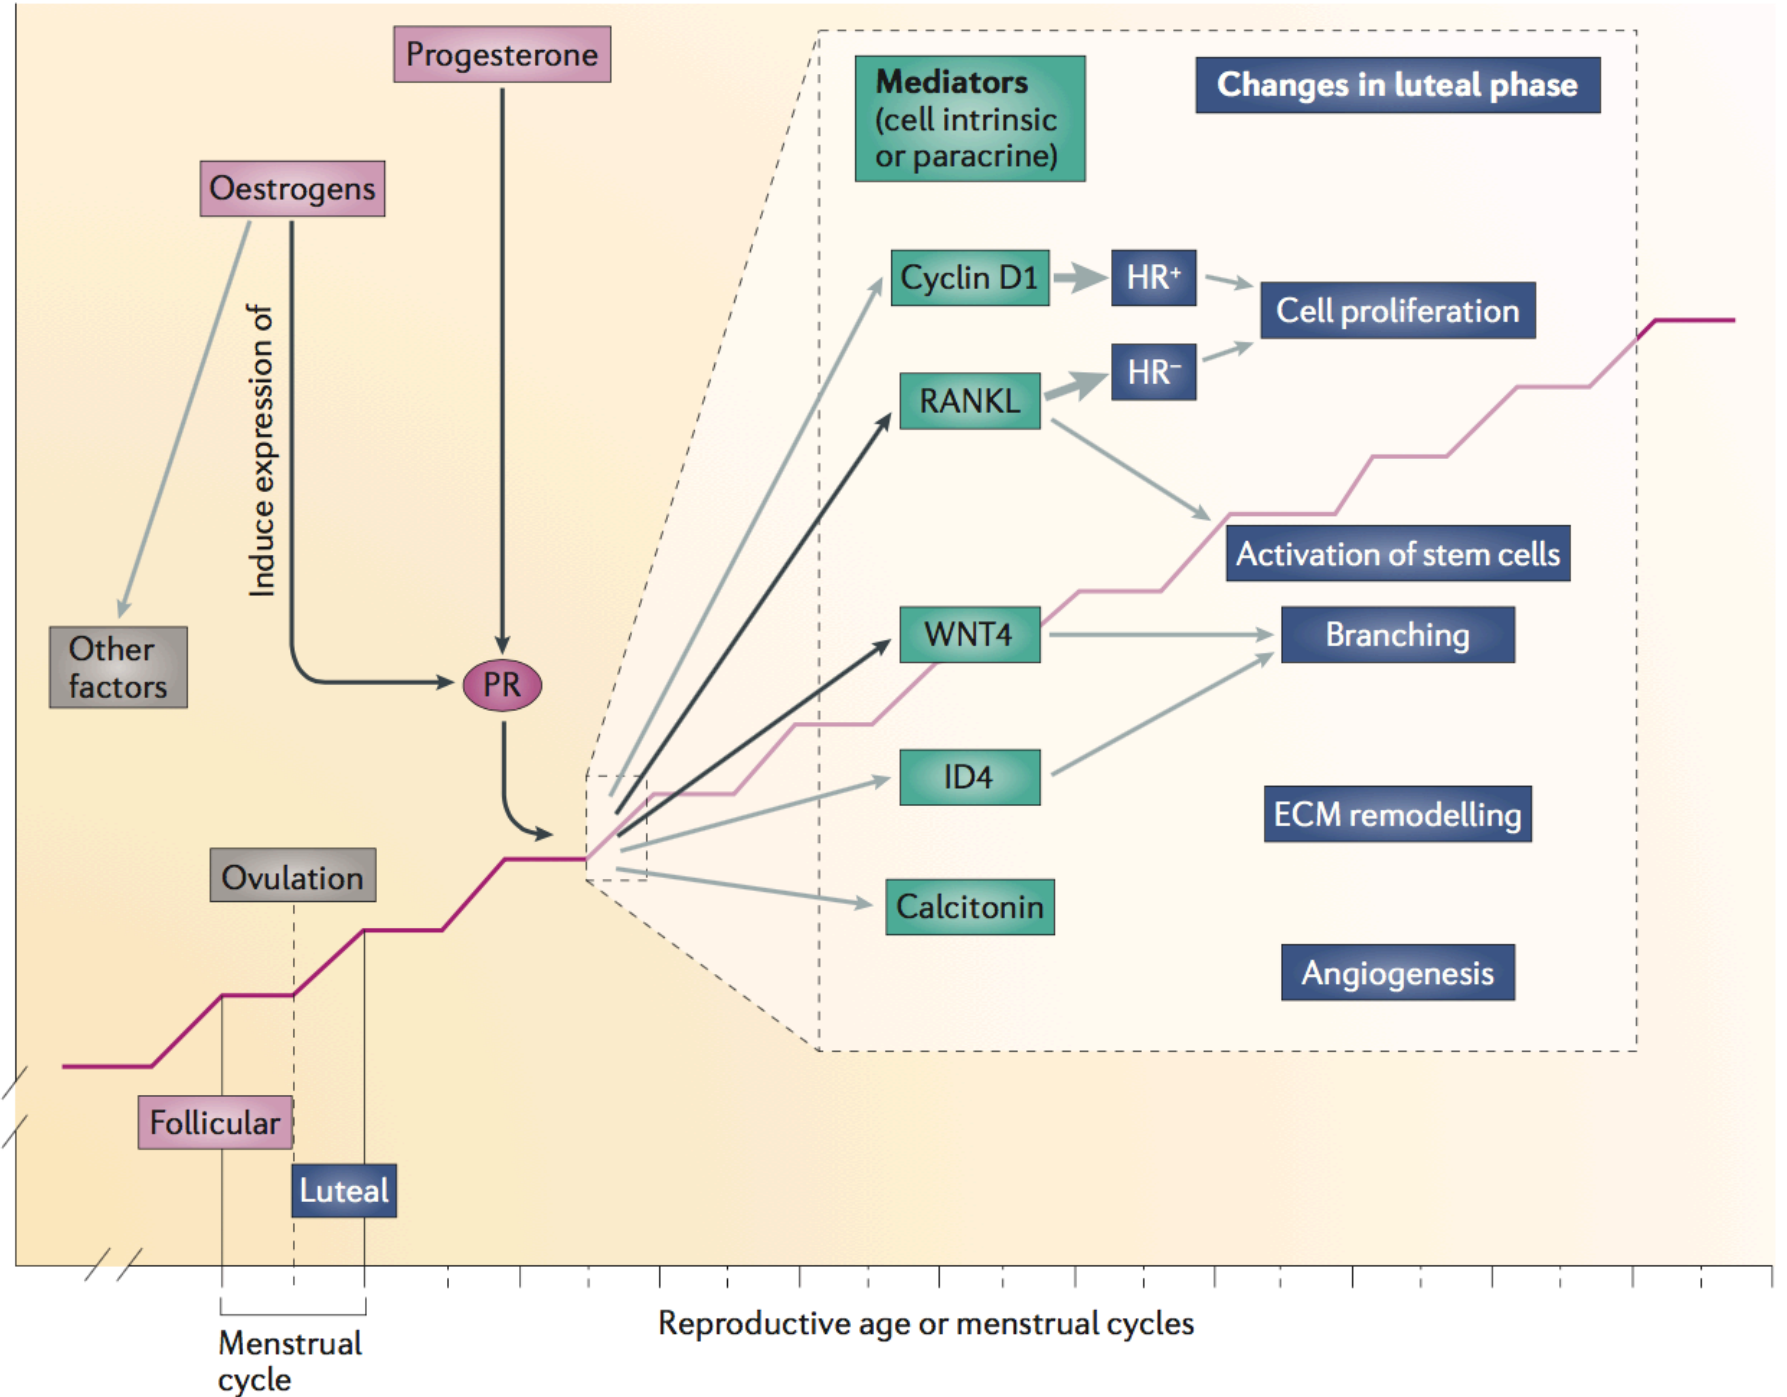 Progesterone
Mediators
(cell intrinsic
or paracrine)
Changes in luteal phase
Oestrogens
Induce expression of
Cyclin D1
HR⁺
Cell proliferation
HR⁻
RANKL
Activation of stem cells
WNT4
Branching
Other
factors
PR
ID4
ECM remodelling
Ovulation
Calcitonin
Angiogenesis
Follicular
Luteal
Reproductive age or menstrual cycles
Menstrual
cycle